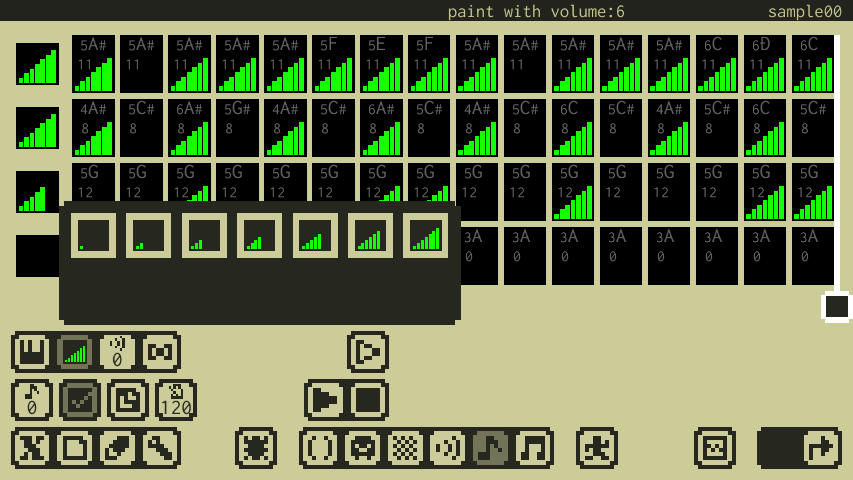 paint with volume:6 sample00
5A# 5A# 5A# 5A# 5A# 5F 5E 5F 5A# 5A# 5A# 5A# 5A# 6C 6D 6C
11 11 11 11 11 11 11 11 11 11 11 11 11 11 11 11
4A# 5C# 6A# 5G# 4A# 5C# 6A# 5C# 4A# 5C# 6C 5C# 4A# 5C# 6C 5C#
8 8 8 8 8 8 8 8 8 8 8 8 8 8 8 8
5G 5G 5G 5G 5G 5G 5G 5G 5G 5G 5G 5G 5G 5G 5G 5G
12 12 12 12 12 12 12 12 12 12 12 12 12 12 12 12
3A 3A 3A 3A 3A 3A 3A 3A
0 0 0 0 0 0 0 0
0
0 120